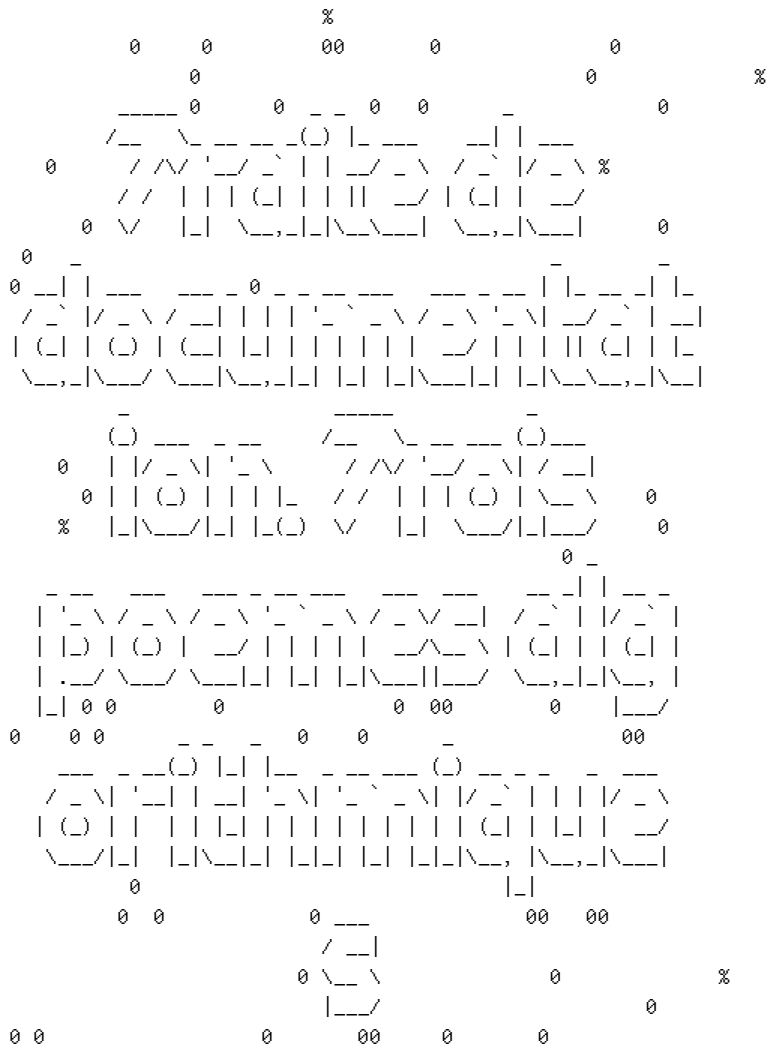 Traite de
documentat
ion. Trois
poemes alg
orithmique
s